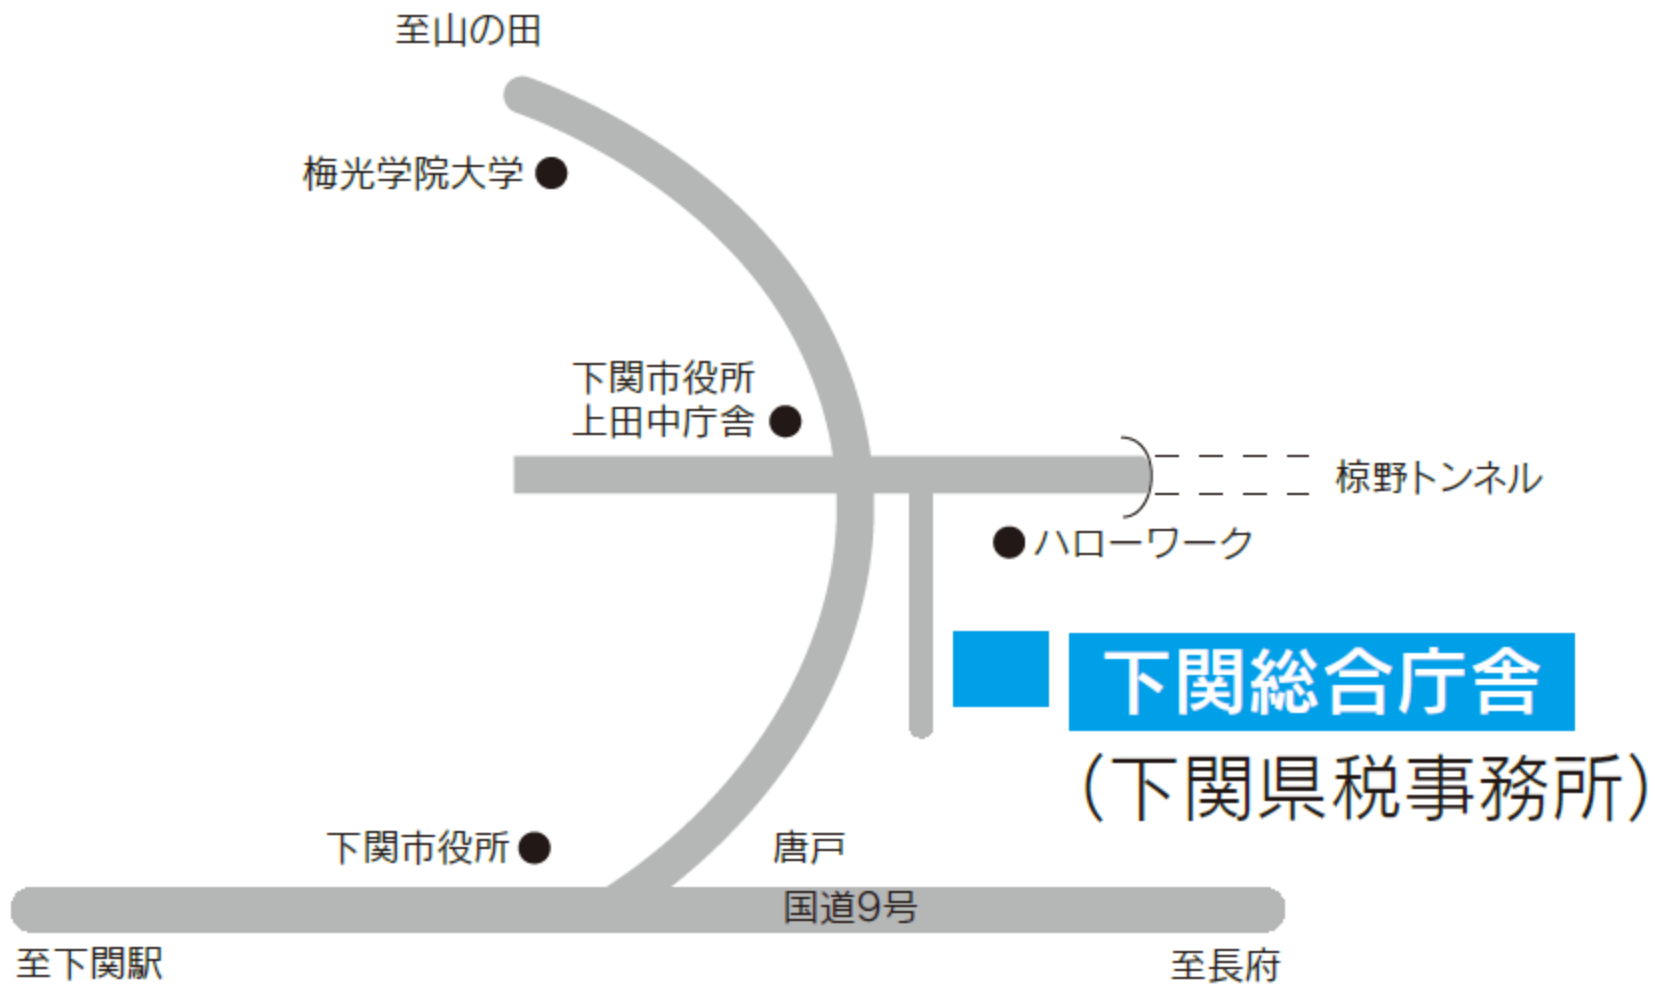 至山の田
梅光学院大学
下関市役所
上田中庁舎
椋野トンネル
ハローワーク
下関総合庁舎
（下関県税事務所）
下関市役所
唐戸
国道9号
至下関駅
至長府